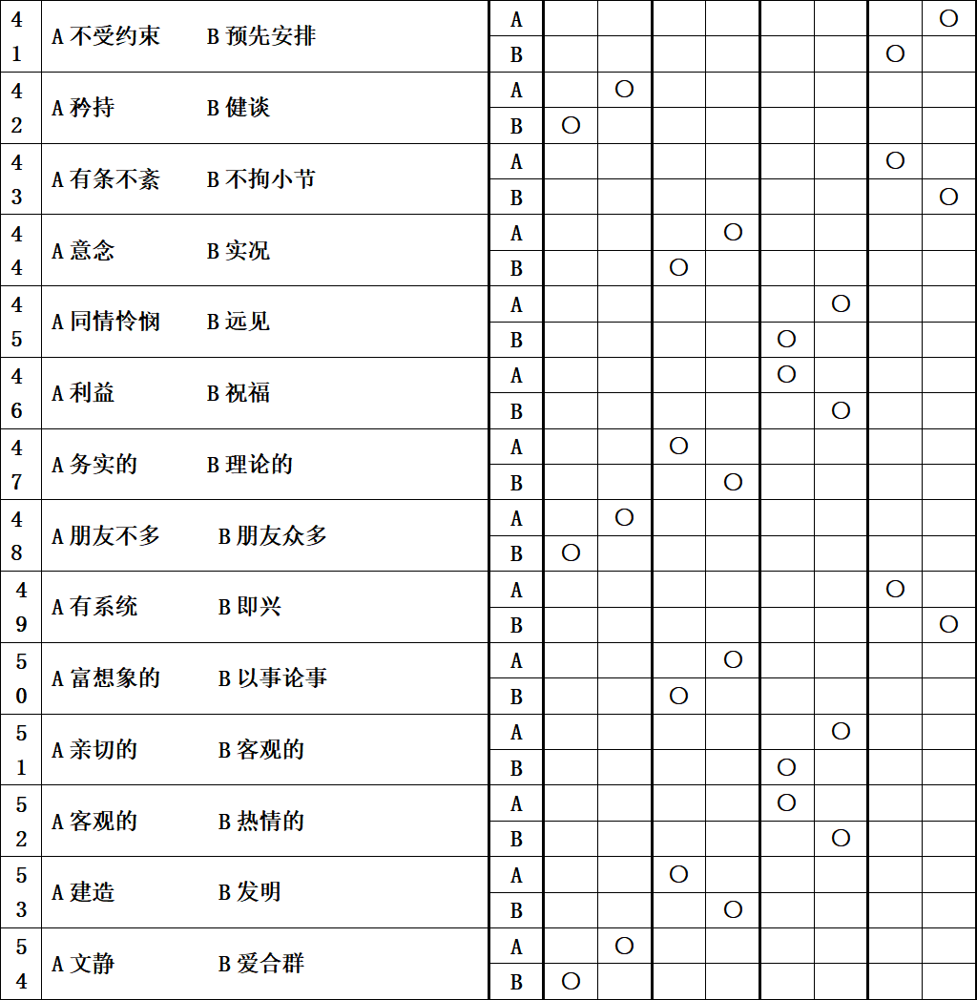 41 A 不受约束 B 预先安排 A 〇
B 〇
42 A 矜持 B 健谈 A 〇
B 〇
43 A 有条不紊 B 不拘小节 A 〇
B 〇
44 A 意念 B 实况 A 〇
B 〇
45 A 同情怜悯 B 远见 A 〇
B 〇
46 A 利益 B 祝福 A 〇
B 〇
47 A 务实的 B 理论的 A 〇
B 〇
48 A 朋友不多 B 朋友众多 A 〇
B 〇
49 A 有系统 B 即兴 A 〇
B 〇
50 A 富想象的 B 以事论事 A 〇
B 〇
51 A 亲切的 B 客观的 A 〇
B 〇
52 A 客观的 B 热情的 A 〇
B 〇
53 A 建造 B 发明 A 〇
B 〇
54 A 文静 B 爱合群 A 〇
B 〇